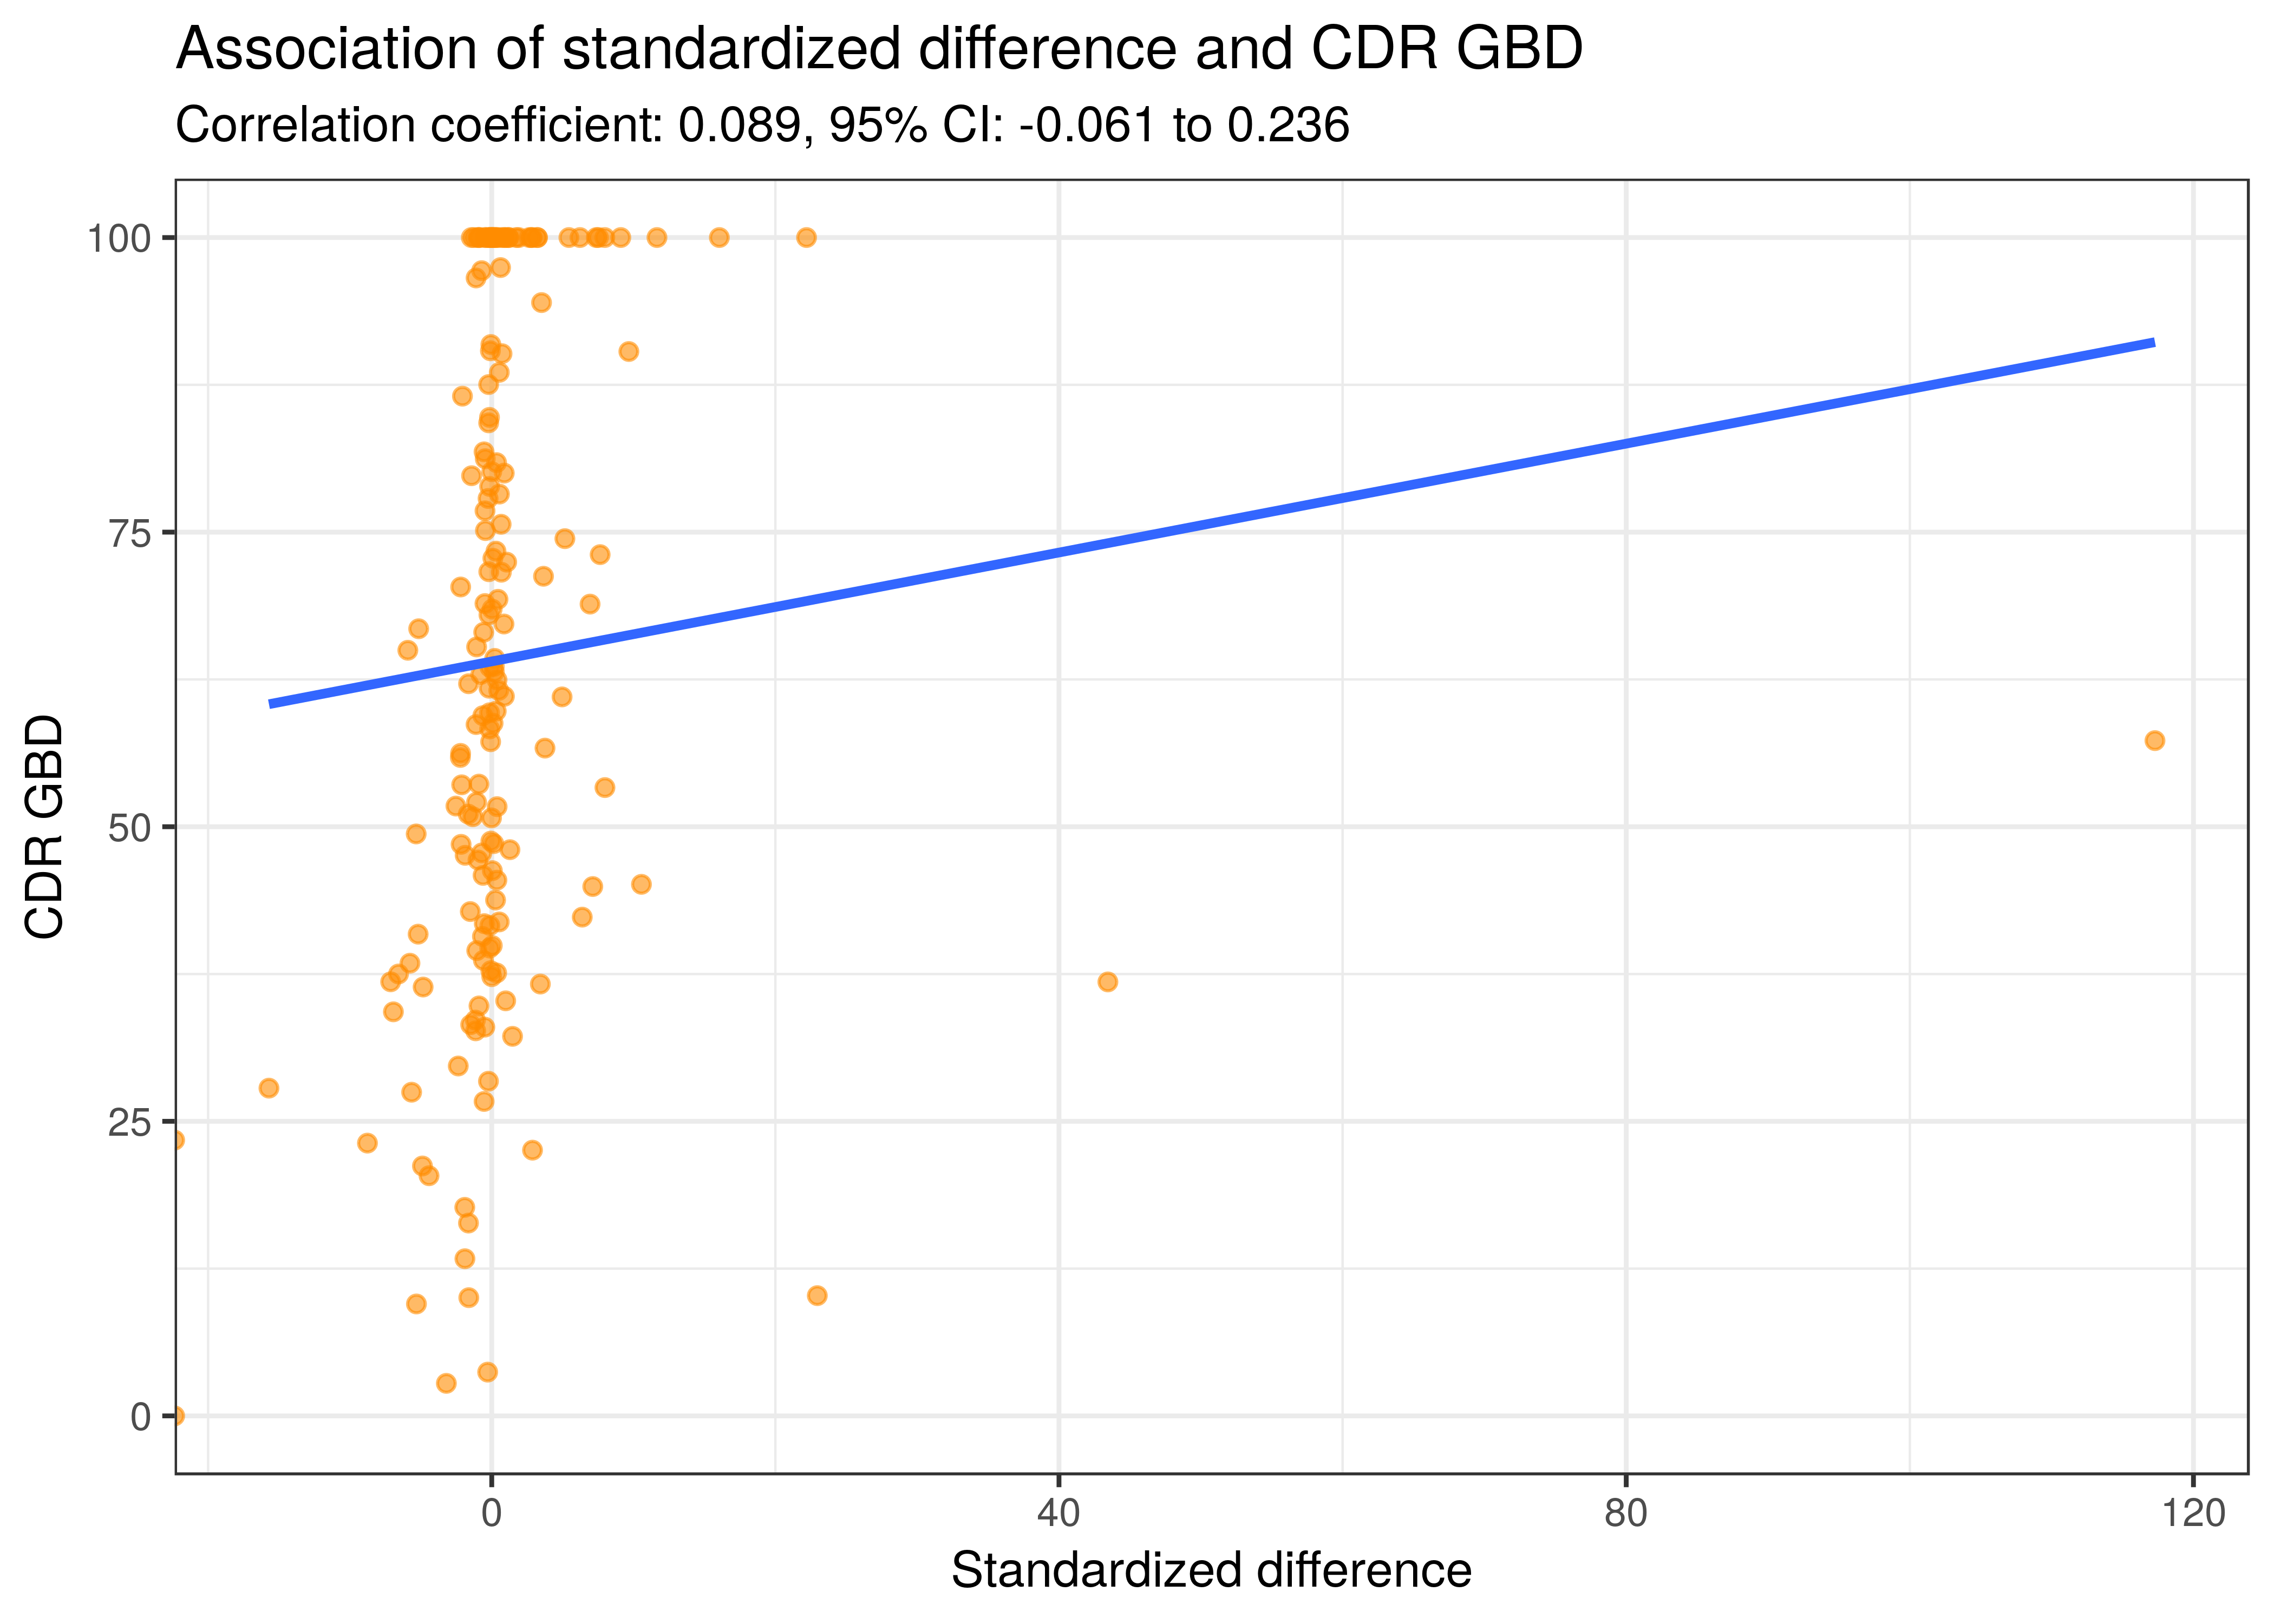 Association of standardized difference and CDR GBD
Correlation coefficient: 0.089, 95% CI: -0.061 to 0.236
100
75
50
25
0
CDR GBD
0
40
80
120
Standardized difference